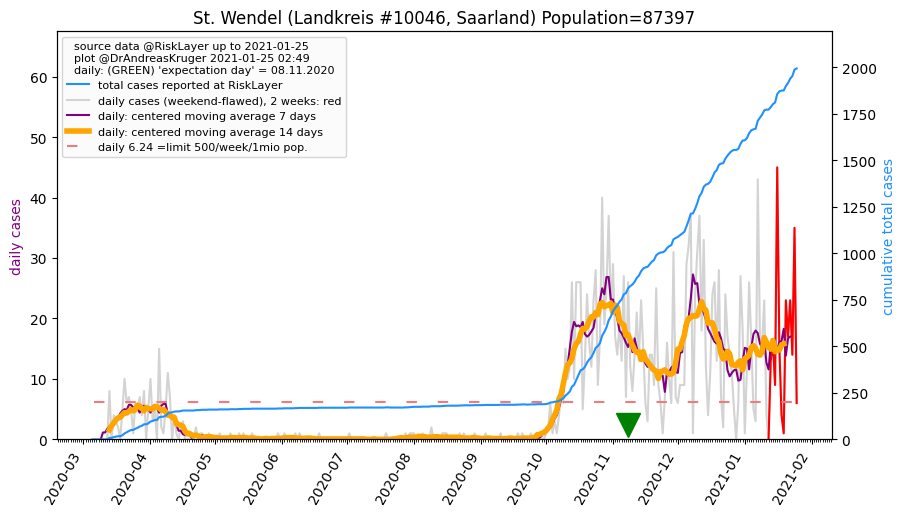 St. Wendel (Landkreis #10046, Saarland) Population=87397
source data @RiskLayer up to 2021-01-25
plot @DrAndreasKruger 2021-01-25 02:49
daily: (GREEN) 'expectation day' = 08.11.2020
total cases reported at RiskLayer
daily cases (weekend-flawed), 2 weeks: red
daily: centered moving average 7 days
daily: centered moving average 14 days
daily 6.24 =limit 500/week/1mio pop.
daily cases
60
50
40
30
20
10
0
cumulative total cases
2000
1750
1500
1250
1000
750
500
250
0
2020-03
2020-04
2020-05
2020-06
2020-07
2020-08
2020-09
2020-10
2020-11
2020-12
2021-01
2021-02